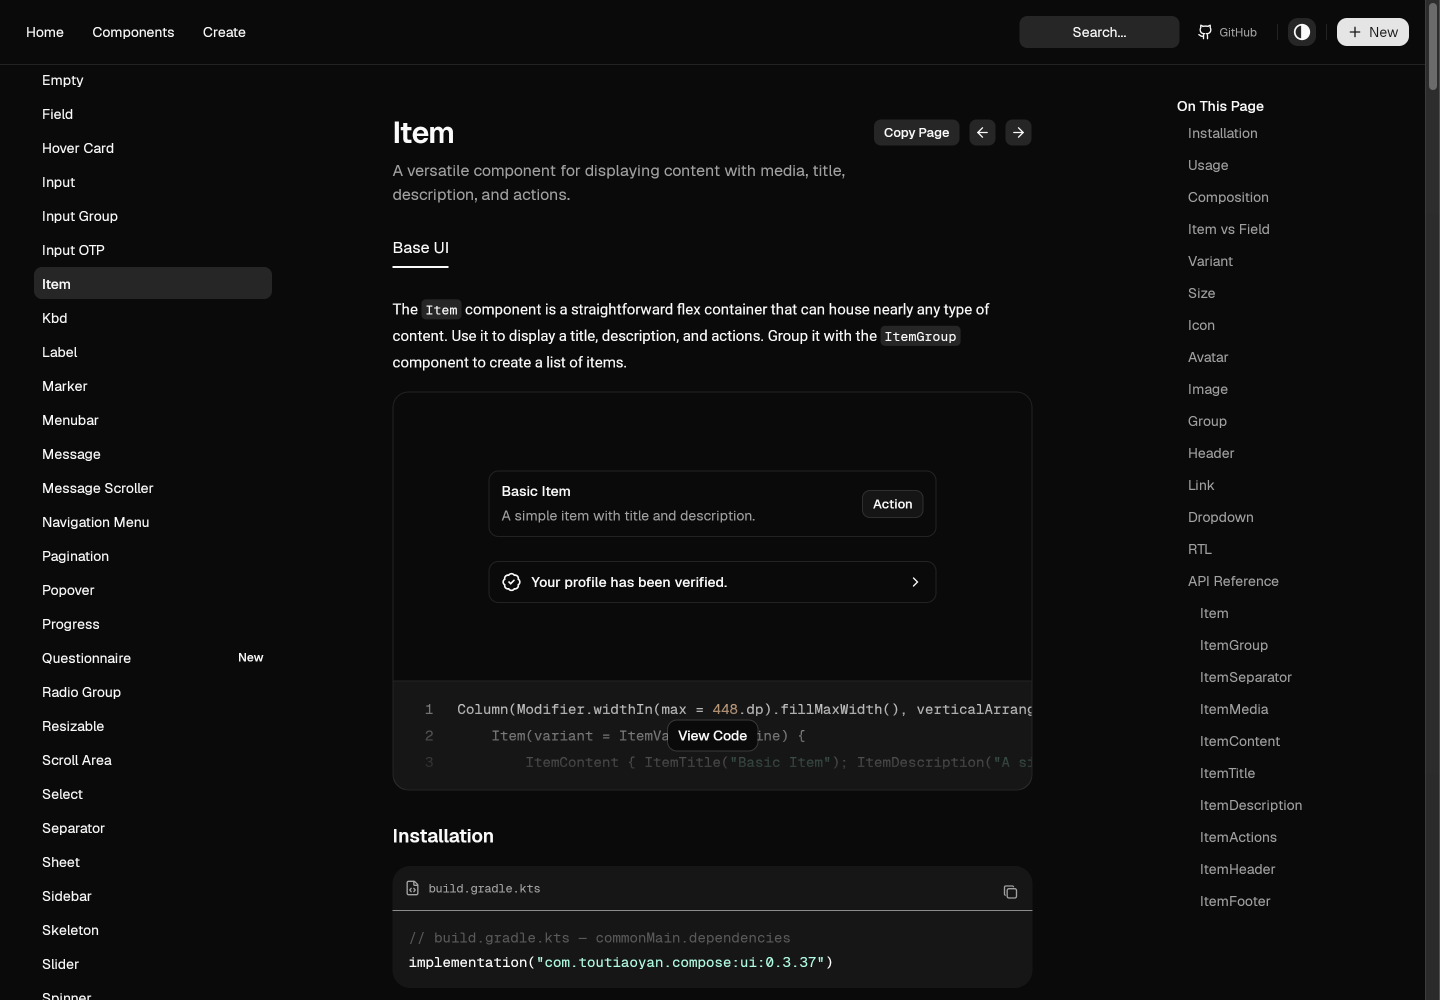 Home
Components
Create
Search...
GitHub
New
Empty
Field
Hover Card
Input
Input Group
Input OTP
Item
Kbd
Label
Marker
Menubar
Message
Message Scroller
Navigation Menu
Pagination
Popover
Progress
Questionnaire New
Radio Group
Resizable
Scroll Area
Select
Separator
Sheet
Sidebar
Skeleton
Slider
Spinner
Item
Copy Page
A versatile component for displaying content with media, title,
description, and actions.
Base UI
The Item component is a straightforward flex container that can house nearly any type of
content. Use it to display a title, description, and actions. Group it with the ItemGroup
component to create a list of items.
Basic Item
A simple item with title and description.
Action
Your profile has been verified.
1 Column(Modifier.widthIn(max = 448.dp).fillMaxWidth(), verticalArrang
2 Item(variant = ItemVa ine) {
3 ItemContent { ItemTitle("Basic Item"); ItemDescription("A si
View Code
Installation
build.gradle.kts
// build.gradle.kts — commonMain.dependencies
implementation("com.toutiaoyan.compose:ui:0.3.37")
On This Page
Installation
Usage
Composition
Item vs Field
Variant
Size
Icon
Avatar
Image
Group
Header
Link
Dropdown
RTL
API Reference
Item
ItemGroup
ItemSeparator
ItemMedia
ItemContent
ItemTitle
ItemDescription
ItemActions
ItemHeader
ItemFooter